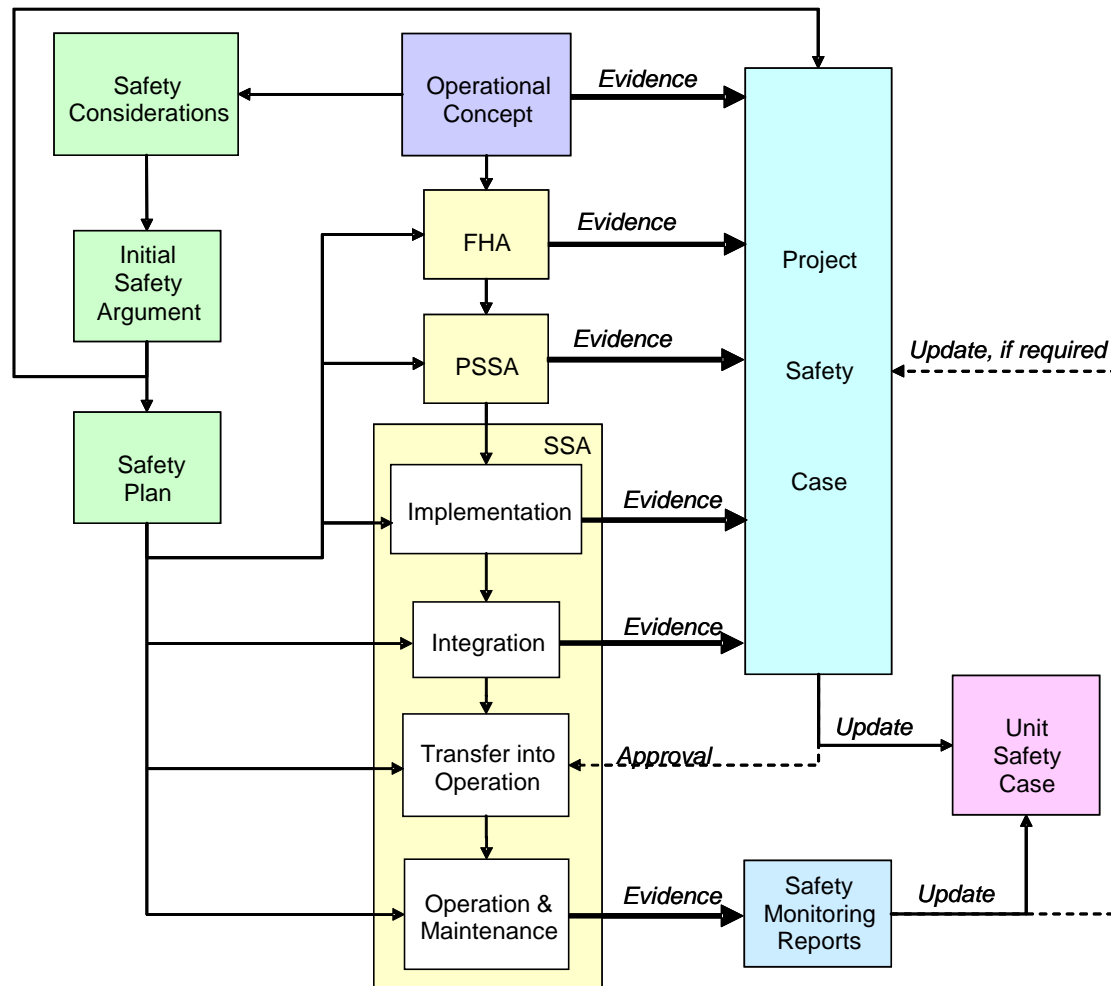 Safety
Considerations
Operational
Concept
Evidence
FHA
Evidence
Initial
Safety
Argument
PSSA
Evidence
Project
Safety
Case
Update, if required
Safety
Plan
SSA
Implementation
Evidence
Integration
Evidence
Transfer into
Operation
Approval
Update
Unit
Safety
Case
Operation &
Maintenance
Evidence
Safety
Monitoring
Reports
Update